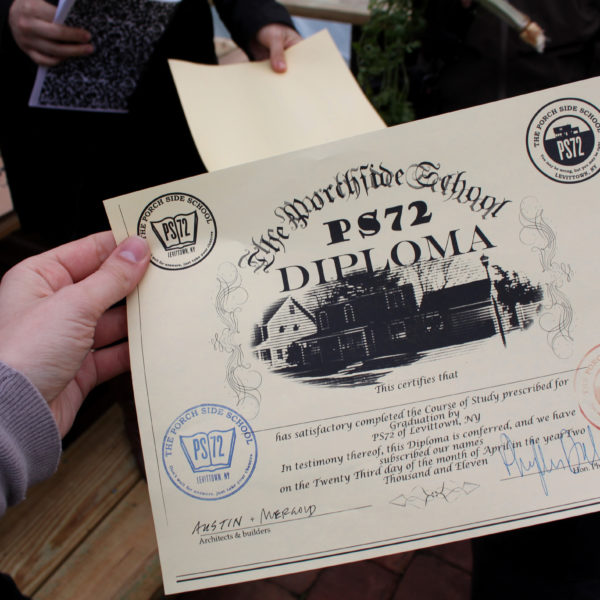 THE PORCH SIDE SCHOOL
PS72
LEVITTOWN, NY
The Porchside School
PS72
DIPLOMA
THE PORCH SIDE SCHOOL
PS72
LEVITTOWN, NY
This certifies that
has satisfactory completed the Course of Study prescribed for
Graduation by
PS72 of Levittown, NY
In testimony thereof, this Diploma is conferred, and we have
subscribed our names
on the Twenty Third day of the month of April in the year Two
Thousand and Eleven
THE PORCH SIDE SCHOOL
PS72
LEVITTOWN, NY
AUSTIN + MERGOLD
Architects & builders
Phyllis